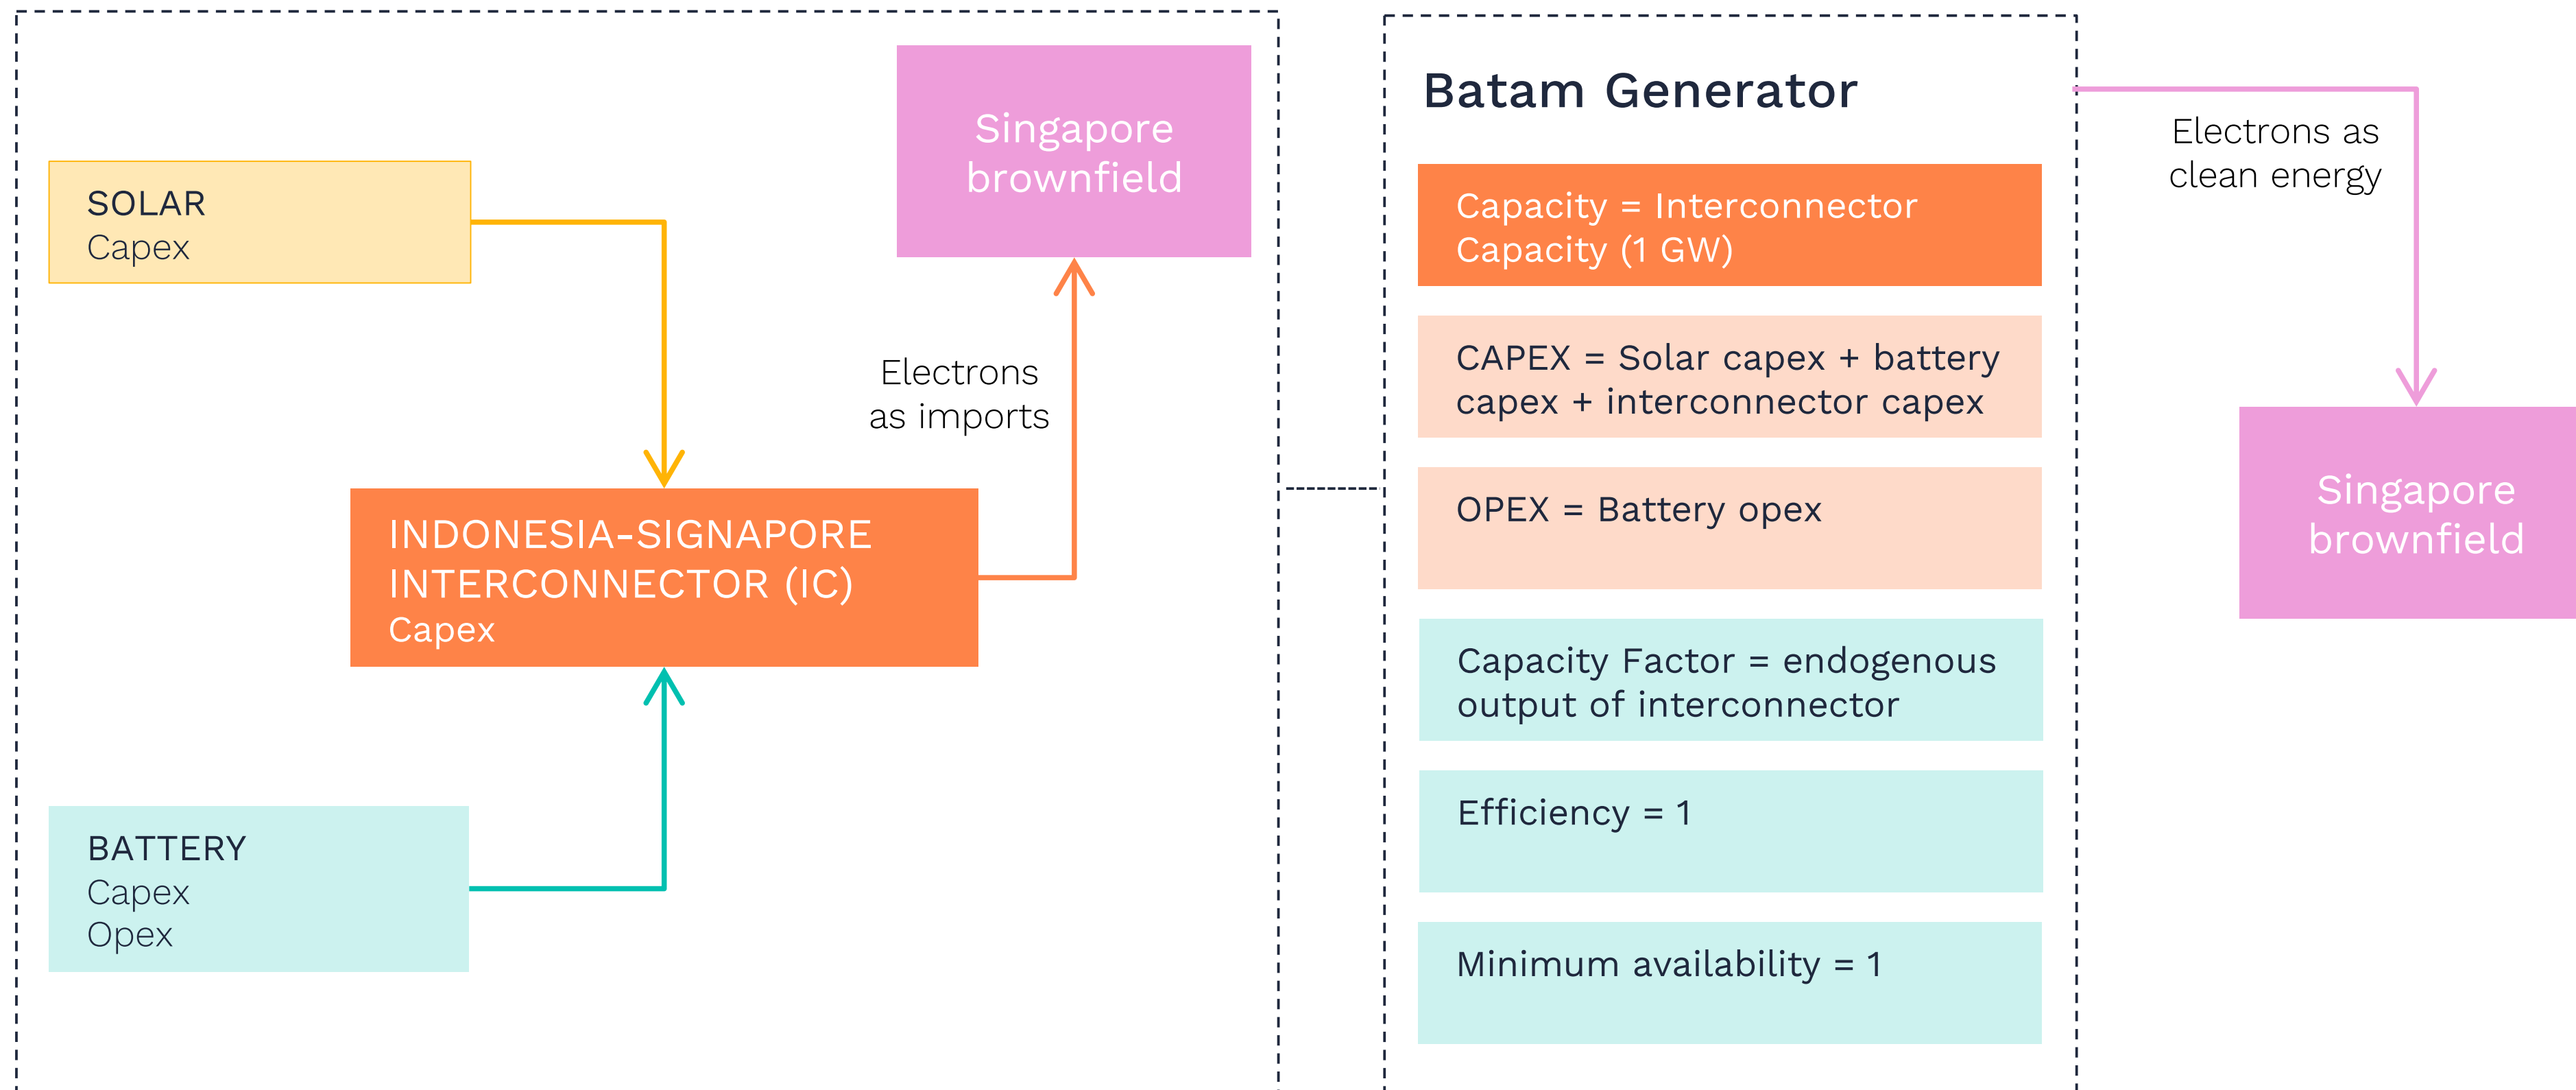 Singapore
brownfield
SOLAR
Capex
Electrons
as imports
INDONESIA-SIGNAPORE
INTERCONNECTOR (IC)
Capex
BATTERY
Capex
Opex
Batam Generator
Capacity = Interconnector
Capacity (1 GW)
CAPEX = Solar capex + battery
capex + interconnector capex
OPEX = Battery opex
Capacity Factor = endogenous
output of interconnector
Efficiency = 1
Minimum availability = 1
Electrons as
clean energy
Singapore
brownfield